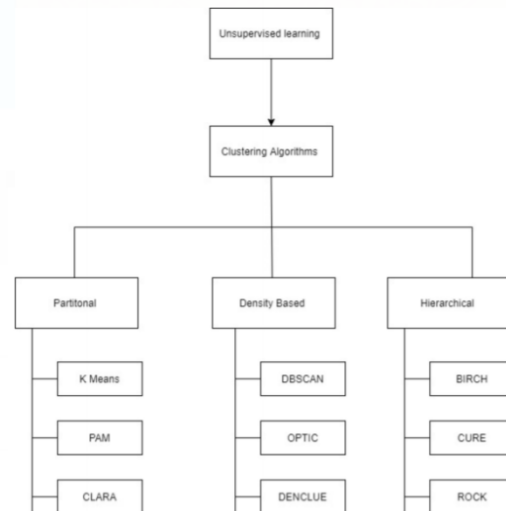 Unsupervised learning
Clustering Algorithms
Partitonal
Density Based
Hierarchical
K Means
DBSCAN
BIRCH
PAM
OPTIC
CURE
CLARA
DENCLUE
ROCK